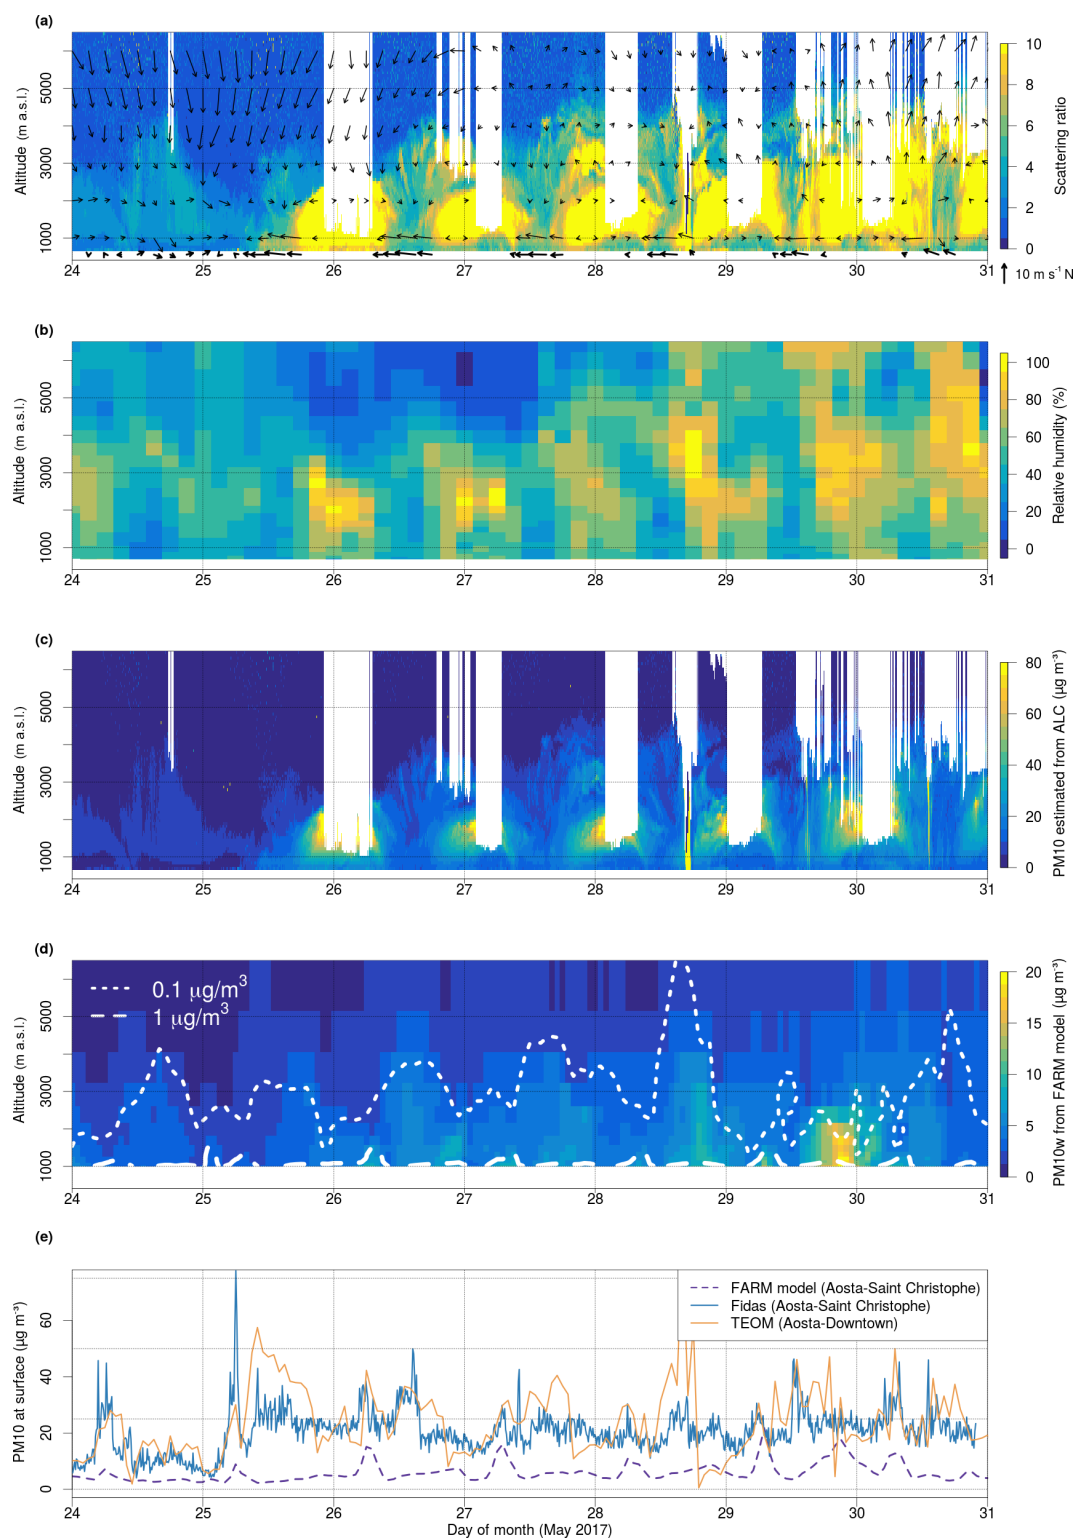 (a)
Altitude (m a.s.l.)
1000 3000 5000
24 25 26 27 28 29 30 31
0 2 4 6 8 10
Scattering ratio
10 m s⁻¹ N
(b)
Altitude (m a.s.l.)
1000 3000 5000
24 25 26 27 28 29 30 31
0 20 40 60 80 100
Relative humidity (%)
(c)
Altitude (m a.s.l.)
1000 3000 5000
24 25 26 27 28 29 30 31
0 20 40 60 80
PM10 estimated from ALC (µg m⁻³)
(d)
0.1 µg/m³
1 µg/m³
Altitude (m a.s.l.)
1000 3000 5000
24 25 26 27 28 29 30 31
0 5 10 15 20
PM10w from FARM model (µg m⁻³)
(e)
FARM model (Aosta-Saint Christophe)
Fidas (Aosta-Saint Christophe)
TEOM (Aosta-Downtown)
PM10 at surface (µg m⁻³)
0 20 40 60
24 25 26 27 28 29 30 31
Day of month (May 2017)